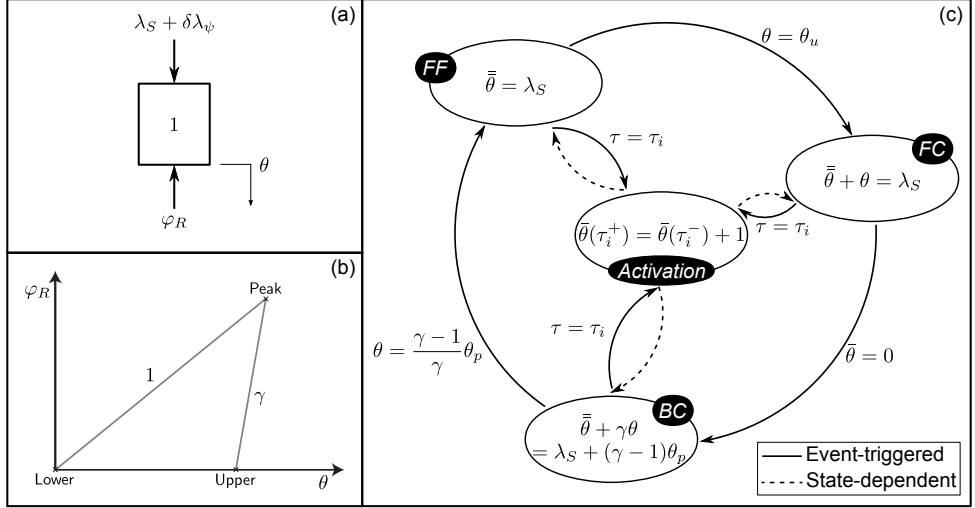 (a)
λ_S + δλ_ψ
1
θ
φ_R
(b)
φ_R
Peak
1
γ
Lower
Upper
θ
(c)
FF
θ̿ = λ_S
θ = θ_u
FC
θ̿ + θ = λ_S
τ = τ_i
τ = τ_i
θ̄(τ_i^+) = θ̄(τ_i^-) + 1
Activation
τ = τ_i
θ = \frac{γ − 1}{γ}θ_p
θ̄ = 0
BC
θ̿ + γθ
= λ_S + (γ − 1)θ_p
Event-triggered
State-dependent